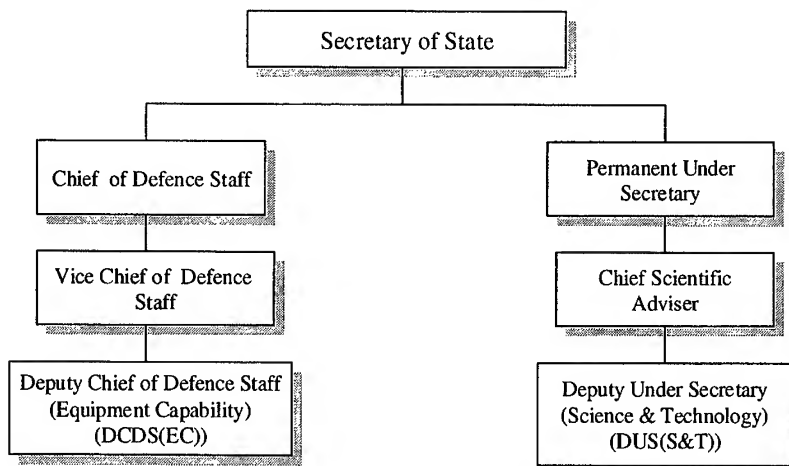 Secretary of State
Chief of Defence Staff
Permanent Under
Secretary
Vice Chief of Defence
Staff
Chief Scientific
Adviser
Deputy Chief of Defence Staff
(Equipment Capability)
(DCDS(EC))
Deputy Under Secretary
(Science & Technology)
(DUS(S&T))